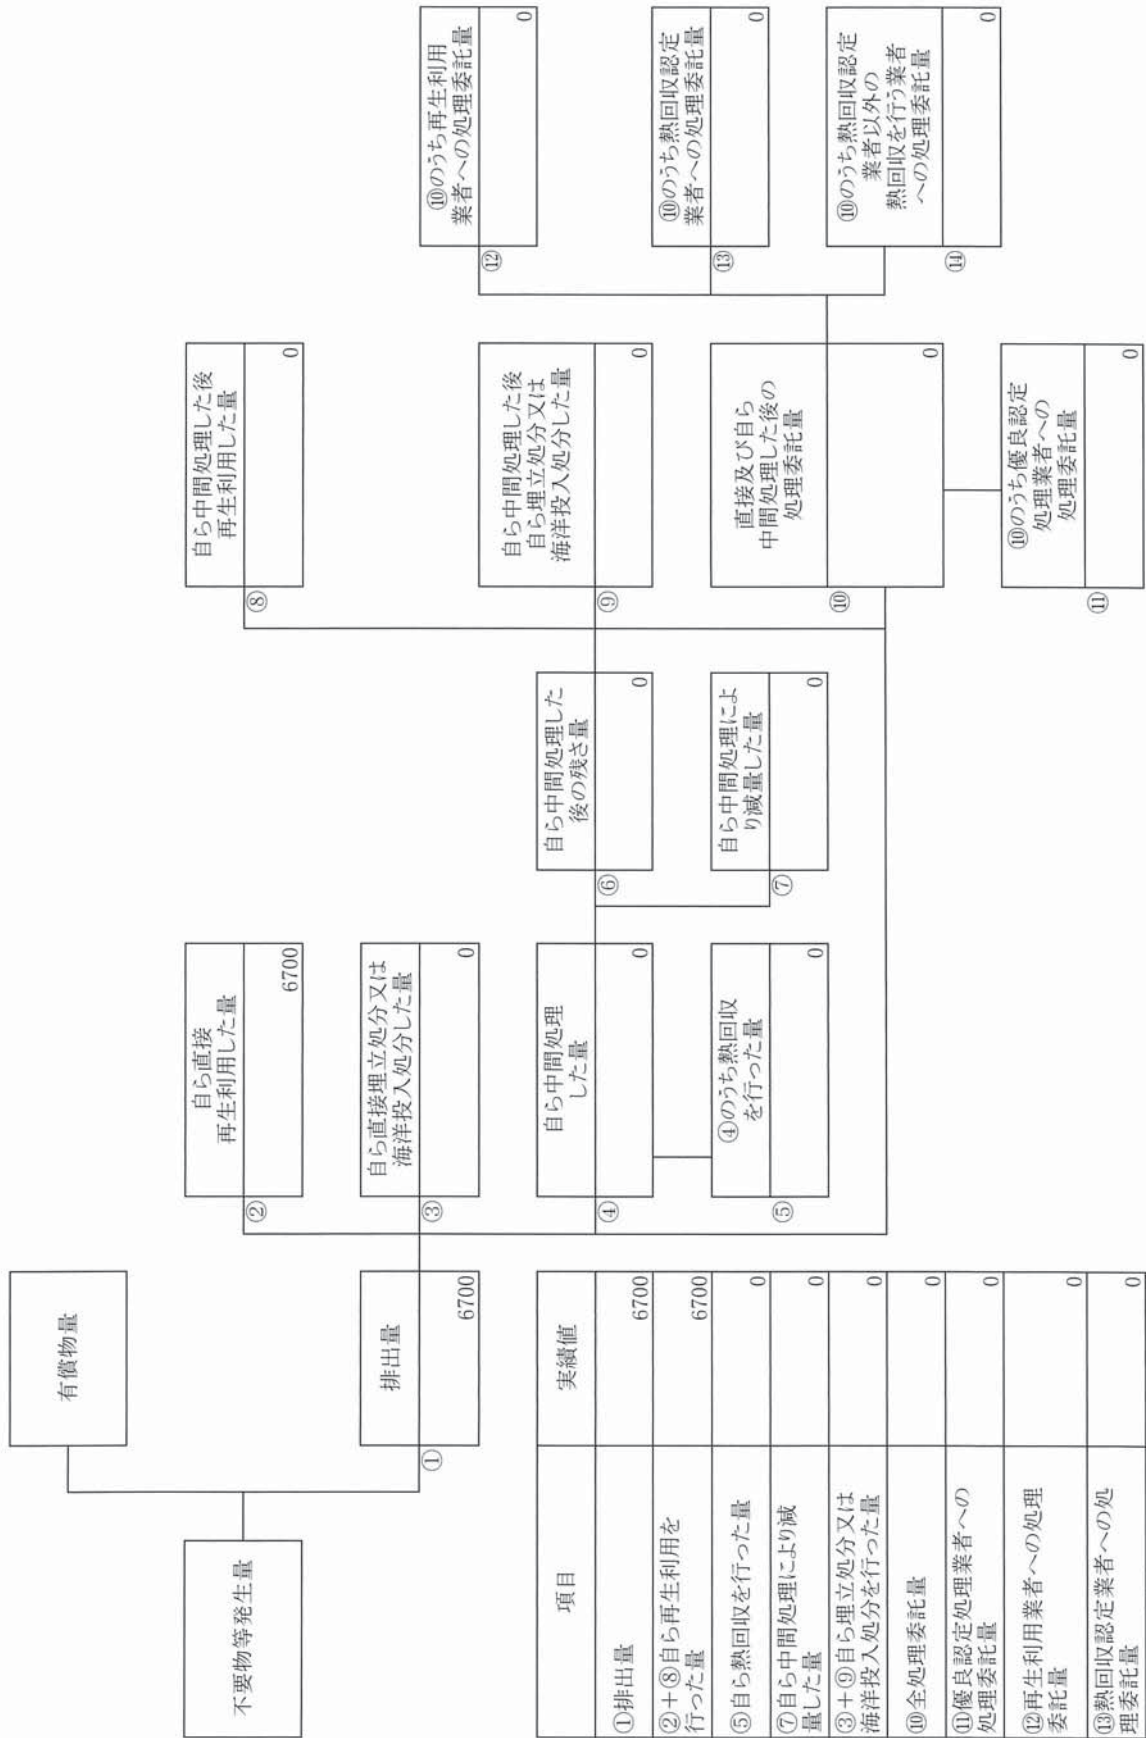 不要物等発生量
有償物量
排出量
①
6700
自ら直接
再生利用した量
②
6700
自ら直接埋立処分又は
海洋投入処分した量
③
0
自ら中間処理
した量
④
0
④のうち熱回収
を行った量
⑤
0
自ら中間処理した
後の残さ量
⑥
0
自ら中間処理によ
り減量した量
⑦
0
自ら中間処理した後
再生利用した量
⑧
0
自ら中間処理した後
自ら埋立処分又は
海洋投入処分した量
⑨
0
直接及び自ら
中間処理した後の
処理委託量
⑩
0
⑩のうち優良認定
処理業者への
処理委託量
⑪
0
⑩のうち再生利用
業者への処理委託量
⑫
0
⑩のうち熱回収認定
業者への処理委託量
⑬
0
⑩のうち熱回収認定
業者以外の
熱回収を行う業者
への処理委託量
⑭
0
項目
実績値
①排出量
6700
②+⑧自ら再生利用を
行った量
6700
⑤自ら熱回収を行った量
0
⑦自ら中間処理により減
量した量
0
③+⑨自ら埋立処分又は
海洋投入処分を行った量
0
⑩全処理委託量
0
⑪優良認定処理業者への
処理委託量
0
⑫再生利用業者への処理
委託量
0
⑬熱回収認定業者への処
理委託量
0